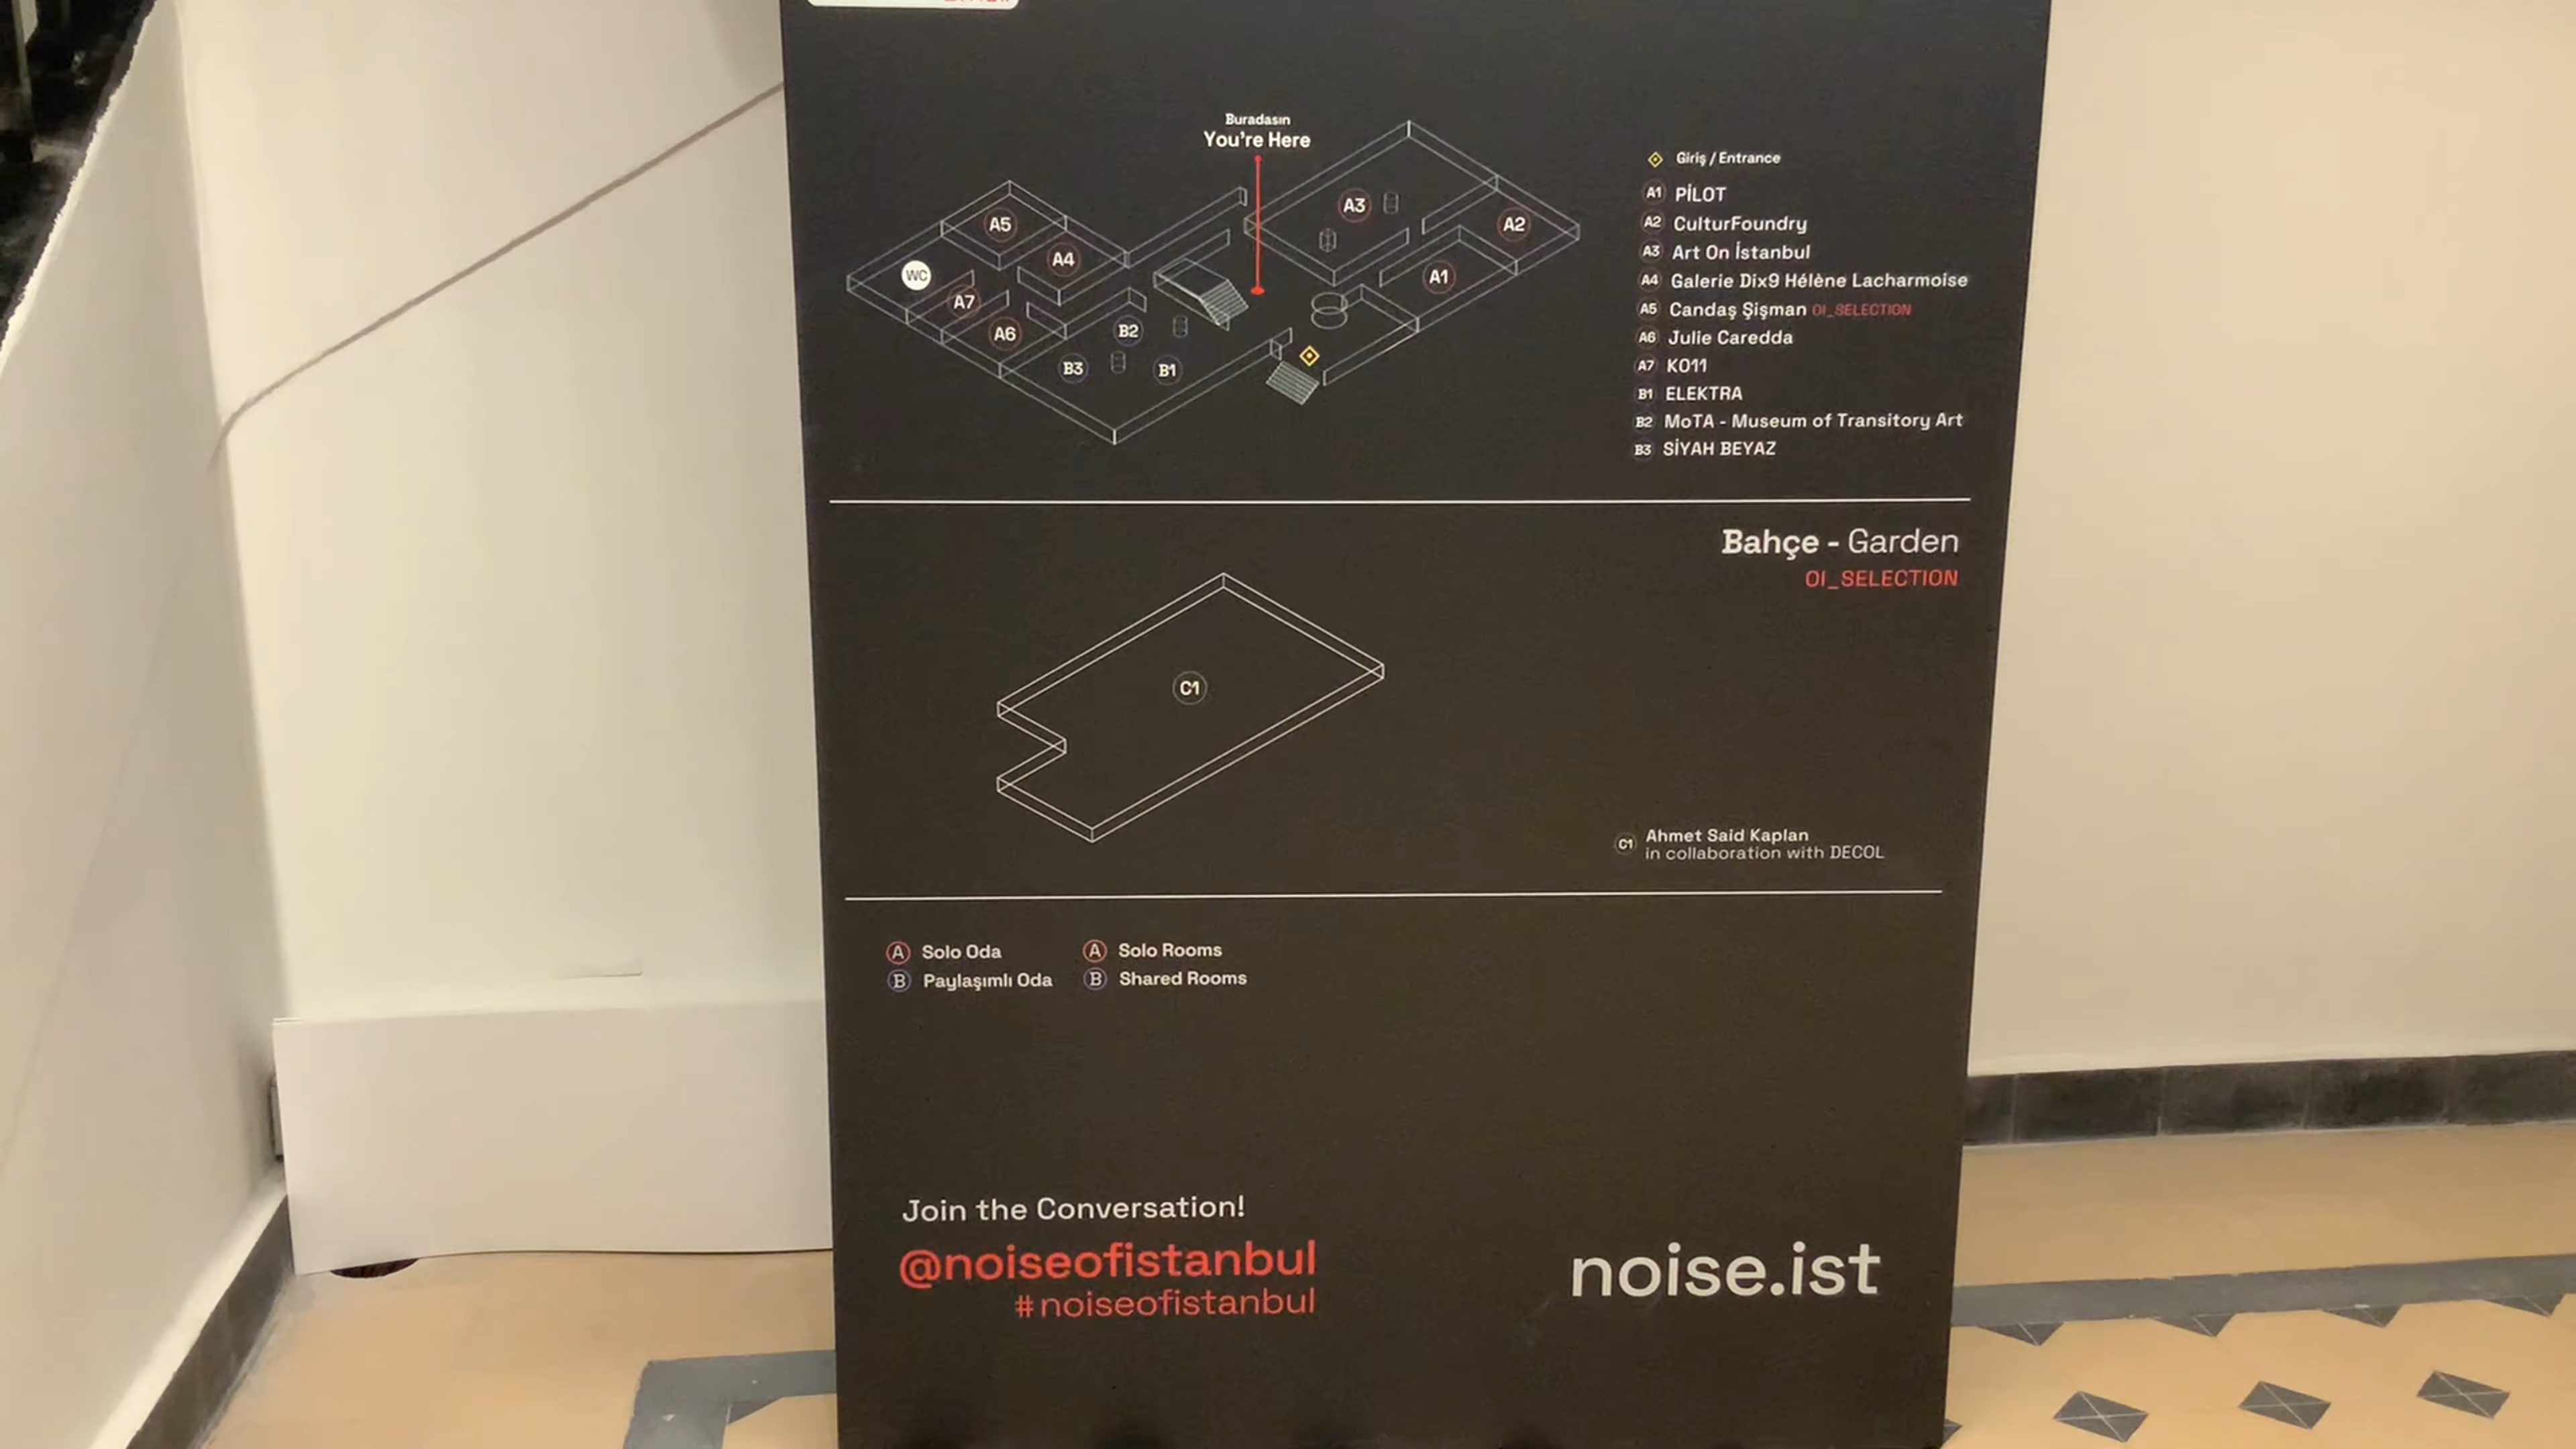 Buradasın
You're Here
A5
A4
WC
A7
A6
B2
B3
B1
A3
A2
A1
Giriş / Entrance
A1 PİLOT
A2 CulturFoundry
A3 Art On İstanbul
A4 Galerie Dix9 Hélène Lacharmoise
A5 Candaş Şişman OI_SELECTION
A6 Julie Caredda
A7 KO11
B1 ELEKTRA
B2 MoTA - Museum of Transitory Art
B3 SİYAH BEYAZ
Bahçe - Garden
OI_SELECTION
C1
C1 Ahmet Said Kaplan
in collaboration with DECOL
A Solo Oda
B Paylaşımlı Oda
A Solo Rooms
B Shared Rooms
Join the Conversation!
@noiseofistanbul
#noiseofistanbul
noise.ist